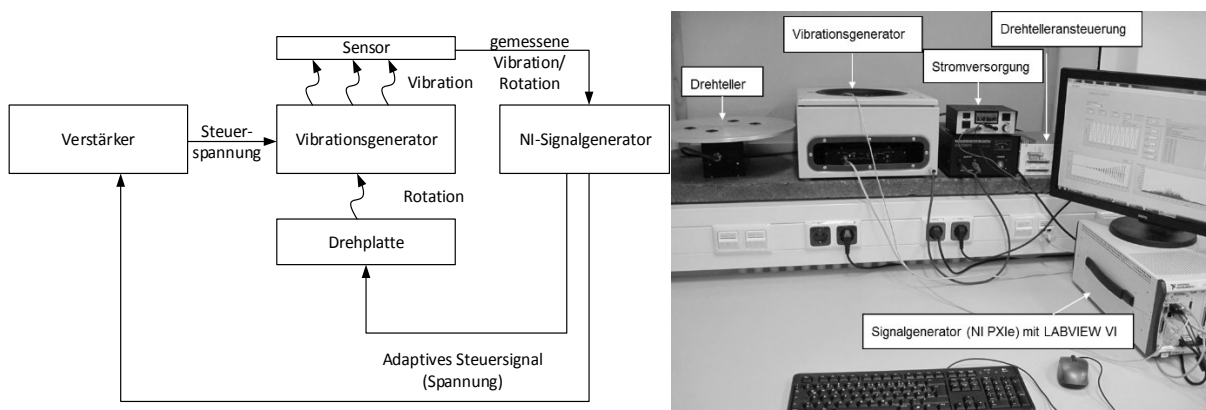 Sensor
gemessene
Vibration/
Rotation
Vibration
Verstärker
Steuer-
spannung
Vibrationsgenerator
NI-Signalgenerator
Rotation
Drehplatte
Adaptives Steuersignal
(Spannung)
Drehtelleransteuerung
Vibrationsgenerator
Stromversorgung
Drehteller
Signalgenerator (NI PXIe) mit LABVIEW VI